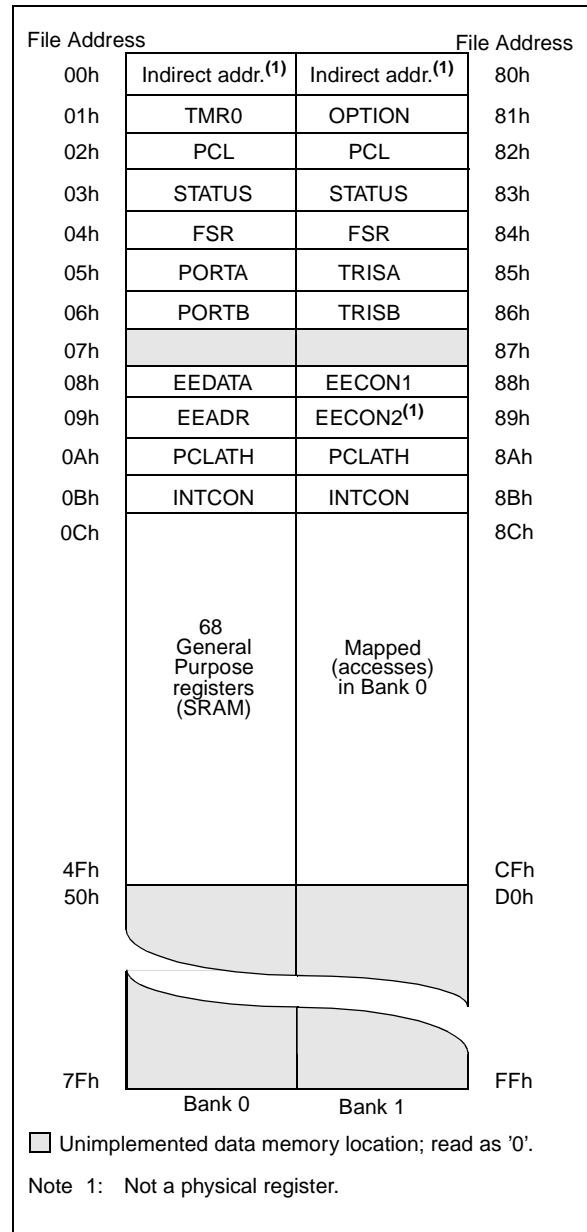 File Address File Address
00h Indirect addr.(1) Indirect addr.(1) 80h
01h TMR0 OPTION 81h
02h PCL PCL 82h
03h STATUS STATUS 83h
04h FSR FSR 84h
05h PORTA TRISA 85h
06h PORTB TRISB 86h
07h 87h
08h EEDATA EECON1 88h
09h EEADR EECON2(1) 89h
0Ah PCLATH PCLATH 8Ah
0Bh INTCON INTCON 8Bh
0Ch 8Ch
68
General
Purpose
registers
(SRAM)
Mapped
(accesses)
in Bank 0
4Fh CFh
50h D0h
7Fh FFh
Bank 0 Bank 1
Unimplemented data memory location; read as '0'.
Note 1: Not a physical register.